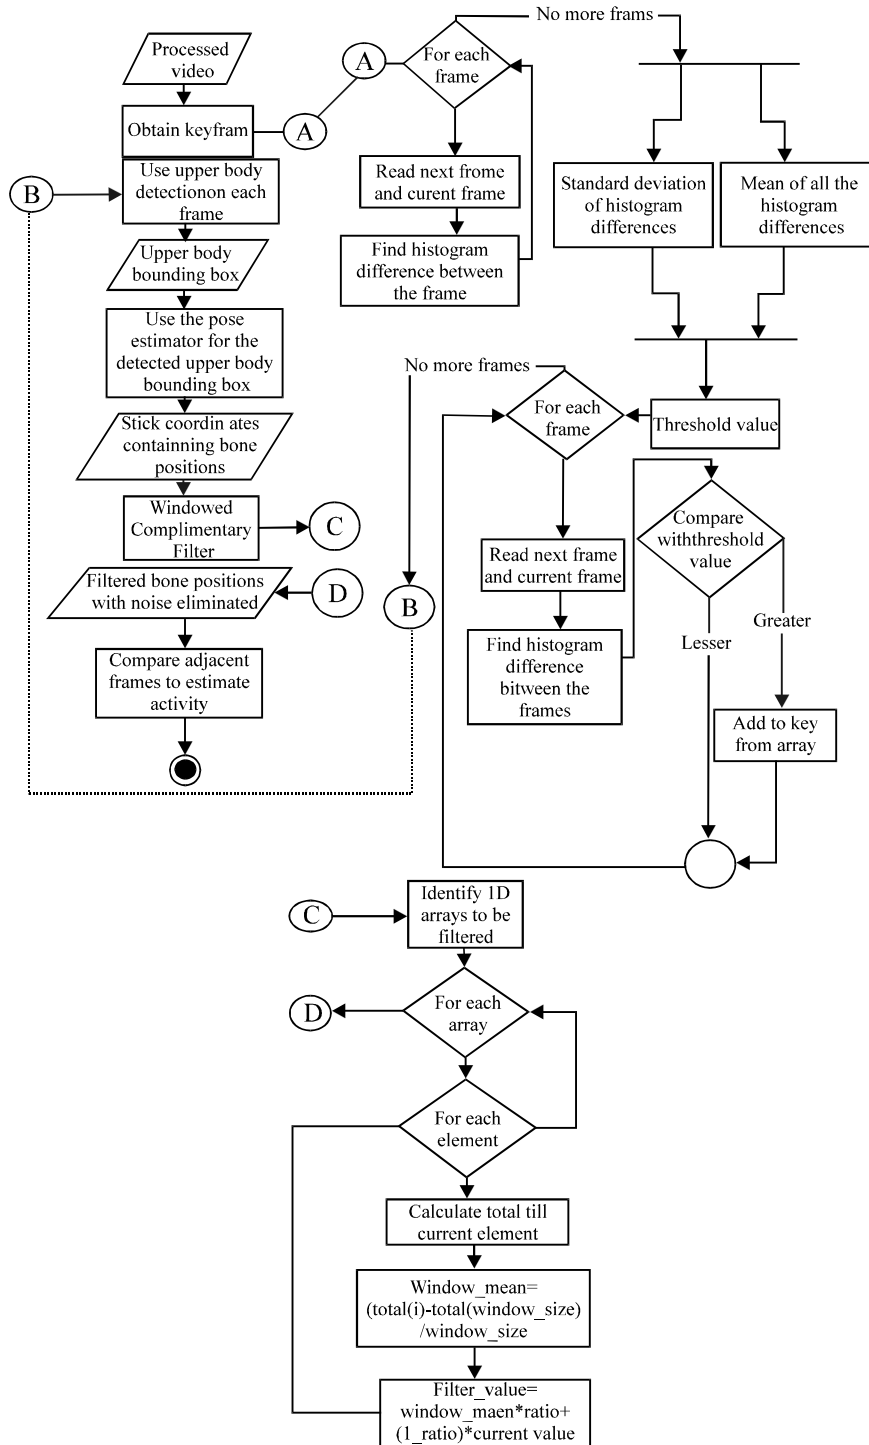 Processed
video
Obtain keyfram
A
A
B
Use upper body
detectionon each
frame
Upper body
bounding box
Use the pose
estimator for the
detected upper body
bounding box
Stick coordin ates
containning bone
positions
Windowed
Complimentary
Filter
C
Filtered bone positions
with noise eliminated
D
Compare adjacent
frames to estimate
activity
For each
frame
No more frams
Read next frome
and curent frame
Find histogram
difference between
the frame
Standard deviation
of histogram
differences
Mean of all the
histogram
differences
Threshold value
No more frames
For each
frame
B
Read next frame
and current frame
Find histogram
difference
bitween the
frames
Compare
withthreshold
value
Lesser
Greater
Add to key
from array
C
Identify 1D
arrays to be
filtered
D
For each
array
For each
element
Calculate total till
current element
Window_mean=
(total(i)-total(window_size)
/window_size
Filter_value=
window_maen*ratio+
(1_ratio)*current value